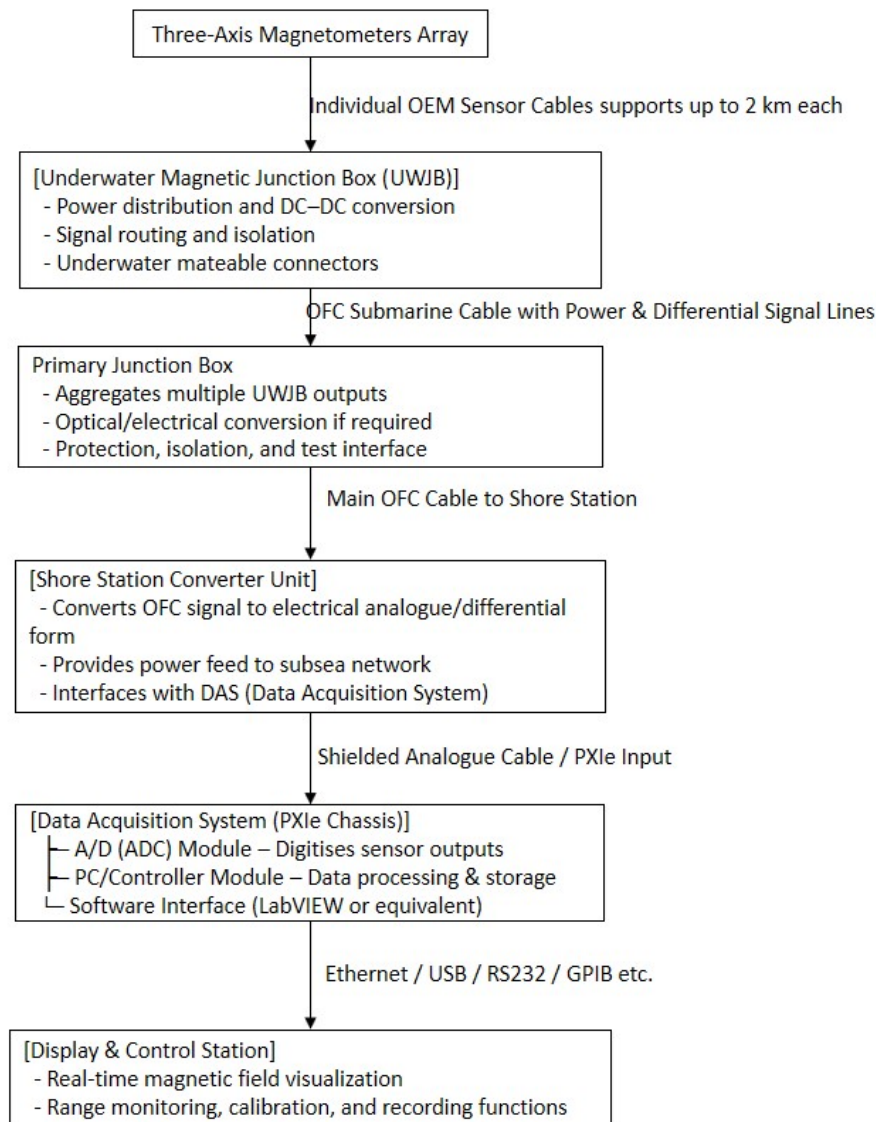 Three-Axis Magnetometers Array
Individual OEM Sensor Cables supports up to 2 km each
[Underwater Magnetic Junction Box (UWJB)]
- Power distribution and DC–DC conversion
- Signal routing and isolation
- Underwater mateable connectors
OFC Submarine Cable with Power & Differential Signal Lines
Primary Junction Box
- Aggregates multiple UWJB outputs
- Optical/electrical conversion if required
- Protection, isolation, and test interface
Main OFC Cable to Shore Station
[Shore Station Converter Unit]
- Converts OFC signal to electrical analogue/differential
form
- Provides power feed to subsea network
- Interfaces with DAS (Data Acquisition System)
Shielded Analogue Cable / PXIe Input
[Data Acquisition System (PXIe Chassis)]
├─ A/D (ADC) Module – Digitises sensor outputs
├─ PC/Controller Module – Data processing & storage
└─ Software Interface (LabVIEW or equivalent)
Ethernet / USB / RS232 / GPIB etc.
[Display & Control Station]
- Real-time magnetic field visualization
- Range monitoring, calibration, and recording functions